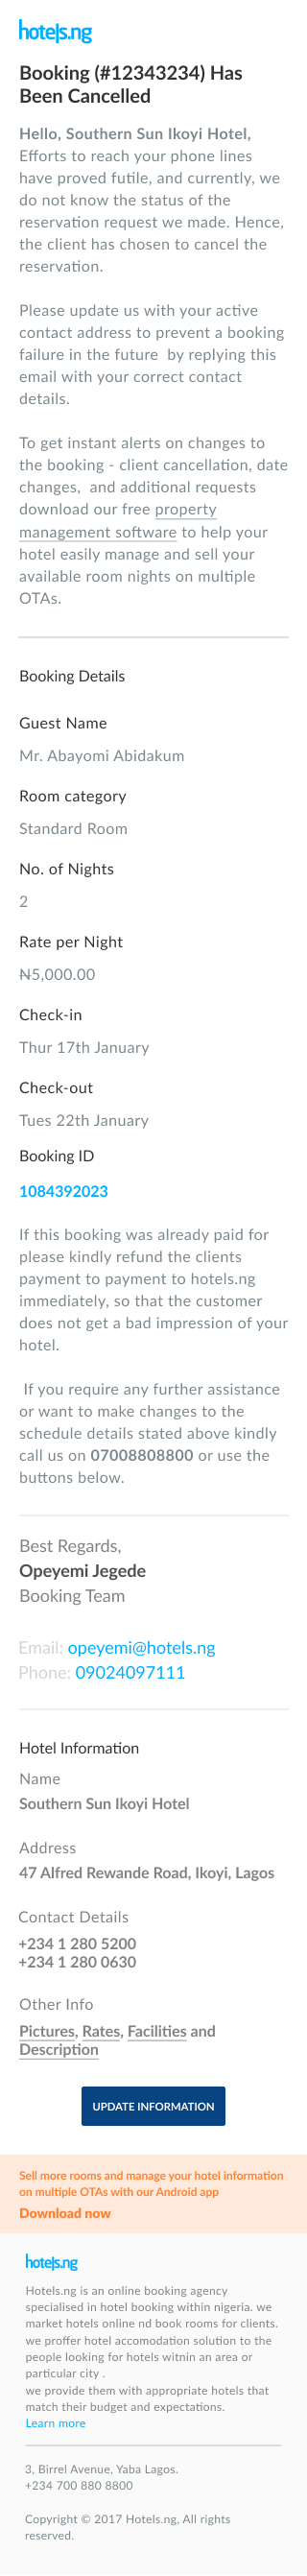 hotels.ng
Booking (#12343234) Has
Been Cancelled
Hello, Southern Sun Ikoyi Hotel,
Efforts to reach your phone lines
have proved futile, and currently, we
do not know the status of the
reservation request we made. Hence,
the client has chosen to cancel the
reservation.
Please update us with your active
contact address to prevent a booking
failure in the future  by replying this
email with your correct contact
details.
To get instant alerts on changes to
the booking - client cancellation, date
changes,  and additional requests
download our free property
management software to help your
hotel easily manage and sell your
available room nights on multiple
OTAs.
Booking Details
Guest Name
Mr. Abayomi Abidakum
Room category
Standard Room
No. of Nights
2
Rate per Night
₦5,000.00
Check-in
Thur 17th January
Check-out
Tues 22th January
Booking ID
1084392023
If this booking was already paid for
please kindly refund the clients
payment to payment to hotels.ng
immediately, so that the customer
does not get a bad impression of your
hotel.
If you require any further assistance
or want to make changes to the
schedule details stated above kindly
call us on 07008808800 or use the
buttons below.
Best Regards,
Opeyemi Jegede
Booking Team
Email: opeyemi@hotels.ng
Phone: 09024097111
Hotel Information
Name
Southern Sun Ikoyi Hotel
Address
47 Alfred Rewande Road, Ikoyi, Lagos
Contact Details
+234 1 280 5200
+234 1 280 0630
Other Info
Pictures, Rates, Facilities and
Description
UPDATE INFORMATION
Sell more rooms and manage your hotel information
on multiple OTAs with our Android app
Download now
hotels.ng
Hotels.ng is an online booking agency
specialised in hotel booking within nigeria. we
market hotels online nd book rooms for clients.
we proffer hotel accomodation solution to the
people looking for hotels witnin an area or
particular city .
we provide them with appropriate hotels that
match their budget and expectations.
Learn more
3, Birrel Avenue, Yaba Lagos.
+234 700 880 8800
Copyright © 2017 Hotels.ng, All rights
reserved.